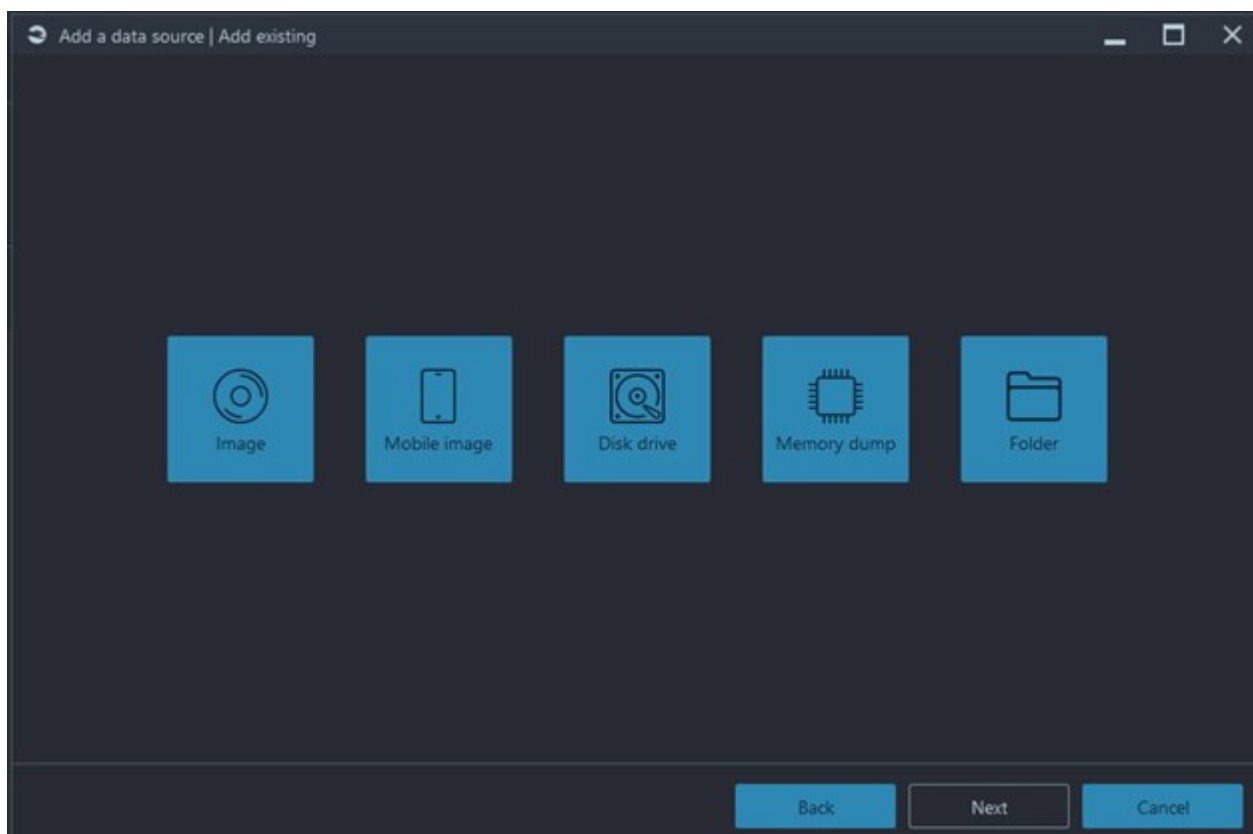 Add a data source | Add existing
Image
Mobile image
Disk drive
Memory dump
Folder
Back
Next
Cancel